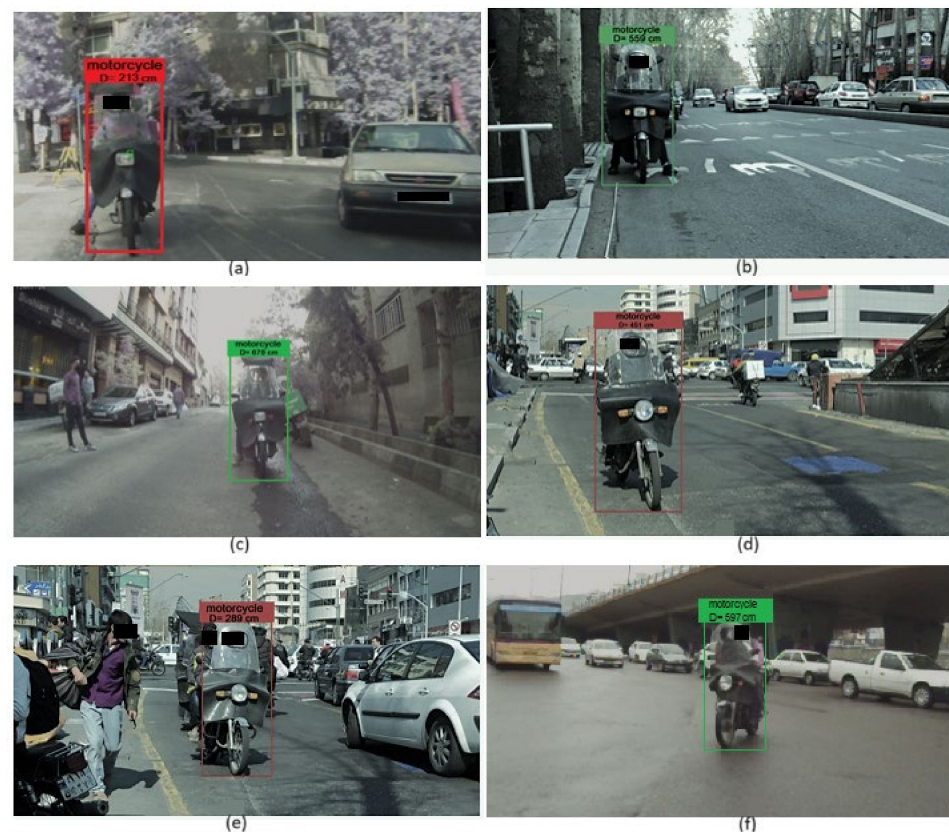 motorcycle
D= 213 cm
(a)
motorcycle
D= 559 cm
(b)
motorcycle
D= 676 cm
(c)
motorcycle
D= 451 cm
(d)
motorcycle
D= 289 cm
(e)
motorcycle
D= 597 cm
(f)